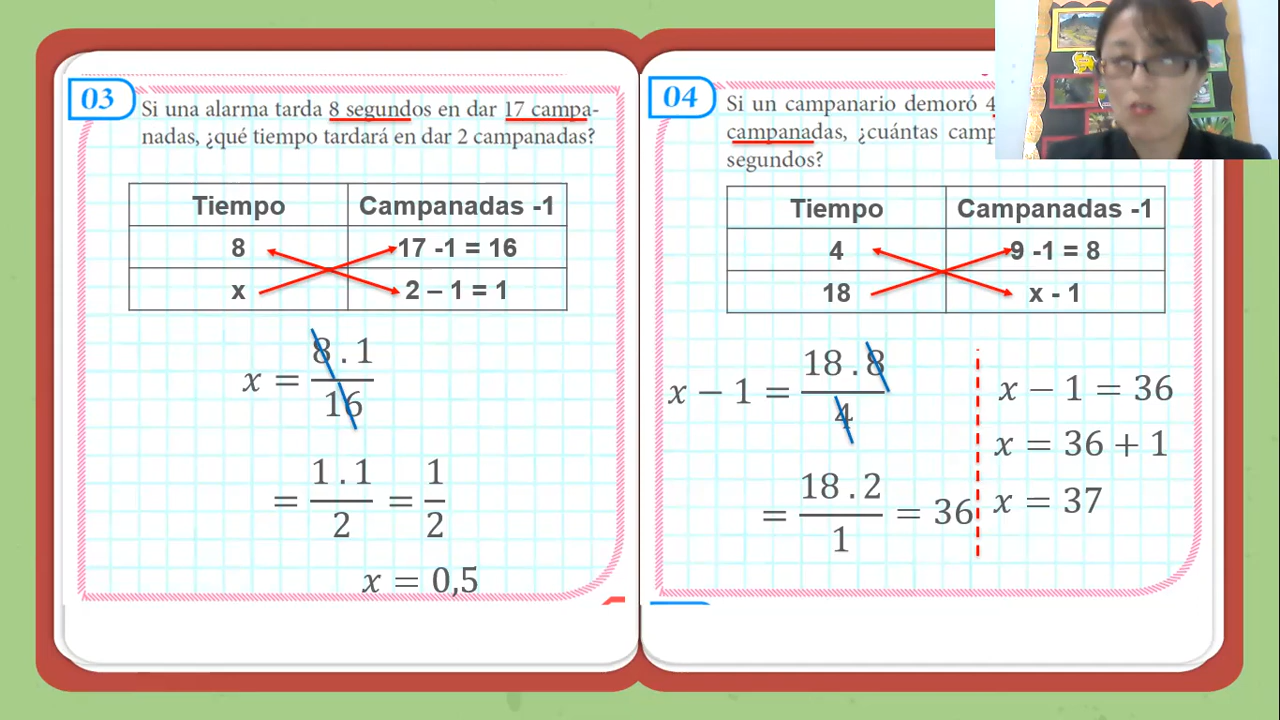 03
Si una alarma tarda 8 segundos en dar 17 campa-
nadas, ¿qué tiempo tardará en dar 2 campanadas?
Tiempo Campanadas -1
8 17 -1 = 16
x 2 – 1 = 1
x = 8 . 1 / 16
= 1 . 1 / 2 = 1 / 2
x = 0,5
04
Si un campanario demoró
campanadas, ¿cuántas
segundos?
Tiempo Campanadas -1
4 9 -1 = 8
18 x - 1
x − 1 = 18 . 8 / 4
= 18 . 2 / 1 = 36
x − 1 = 36
x = 36 + 1
x = 37